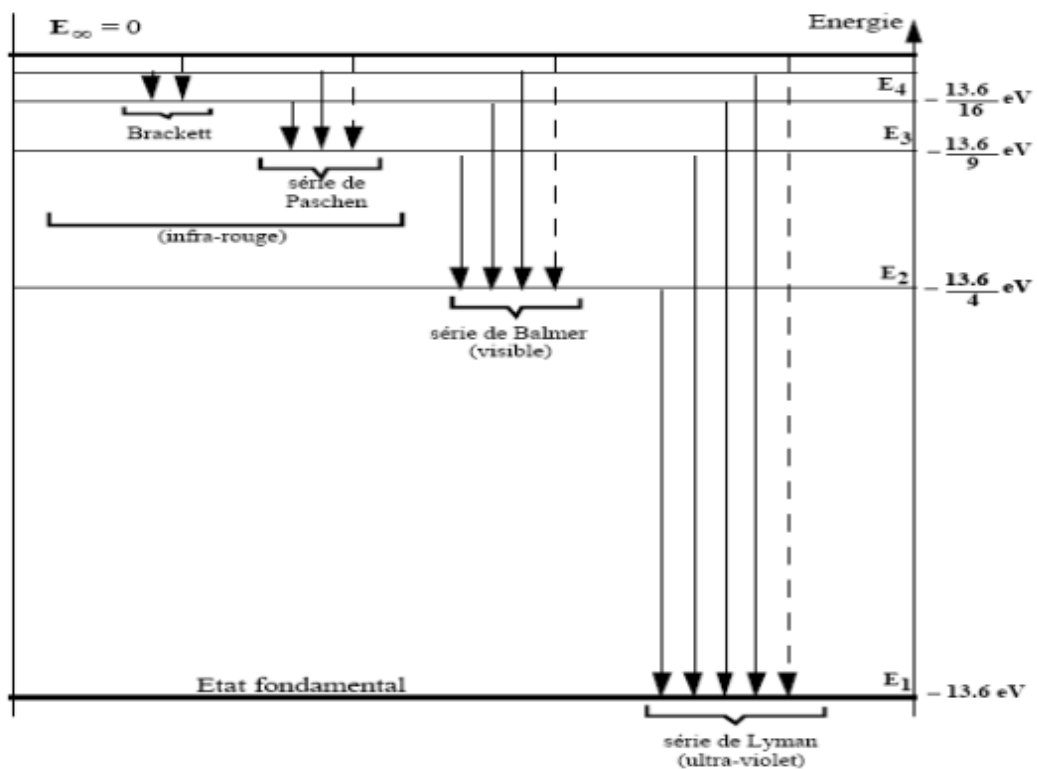 E∞ = 0
Energie
E4
− 13.6/16 eV
Brackett
E3
− 13.6/9 eV
série de
Paschen
(infra-rouge)
E2
− 13.6/4 eV
série de Balmer
(visible)
Etat fondamental
E1
− 13.6 eV
série de Lyman
(ultra-violet)